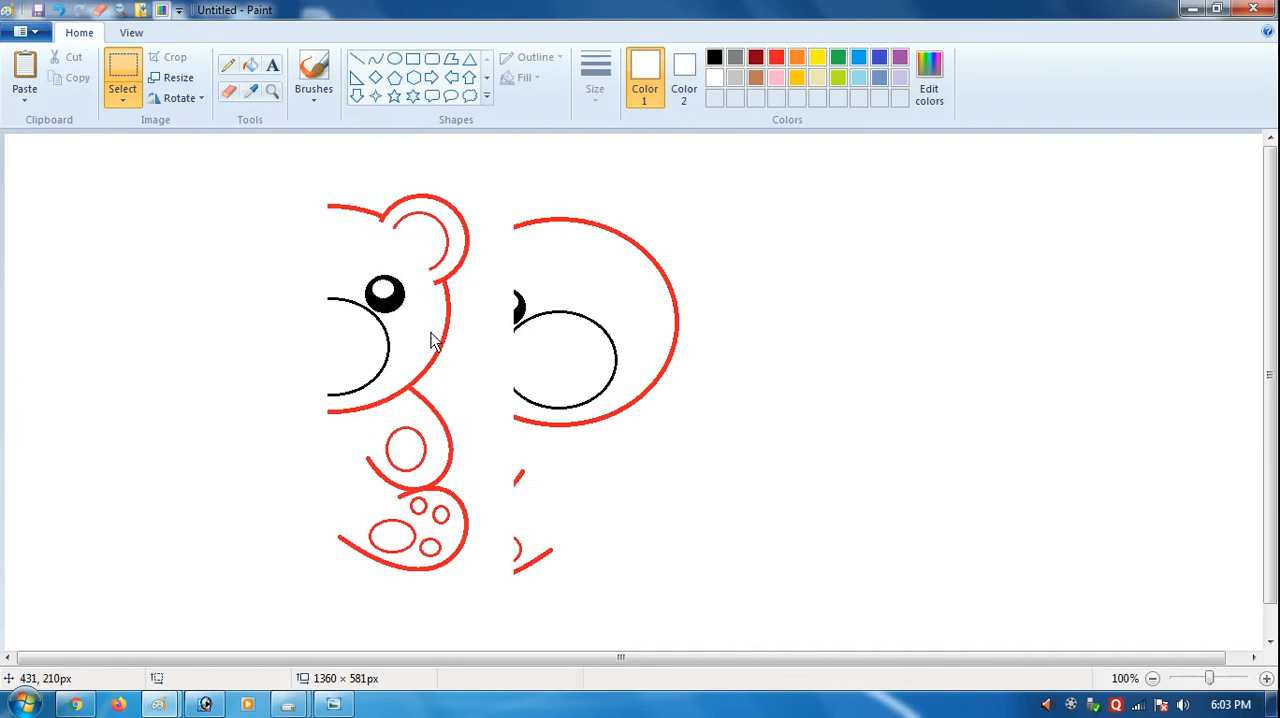 Untitled - Paint
Home View
Paste Cut Copy Select Crop Resize Rotate A Brushes Outline Fill Size Color 1 Color 2 Edit colors
Clipboard Image Tools Shapes Colors
431, 210px 1360 × 581px 100%
Q 6:03 PM